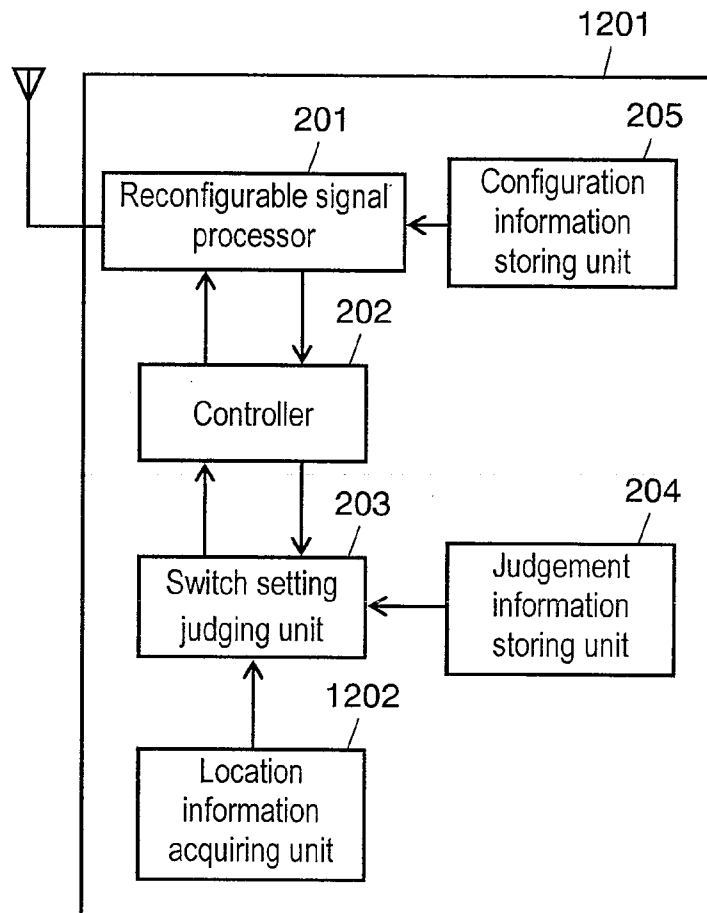 1201
201
205
Reconfigurable signal
processor
Configuration
information
storing unit
202
Controller
203
204
Switch setting
judging unit
Judgement
information
storing unit
1202
Location
information
acquiring unit